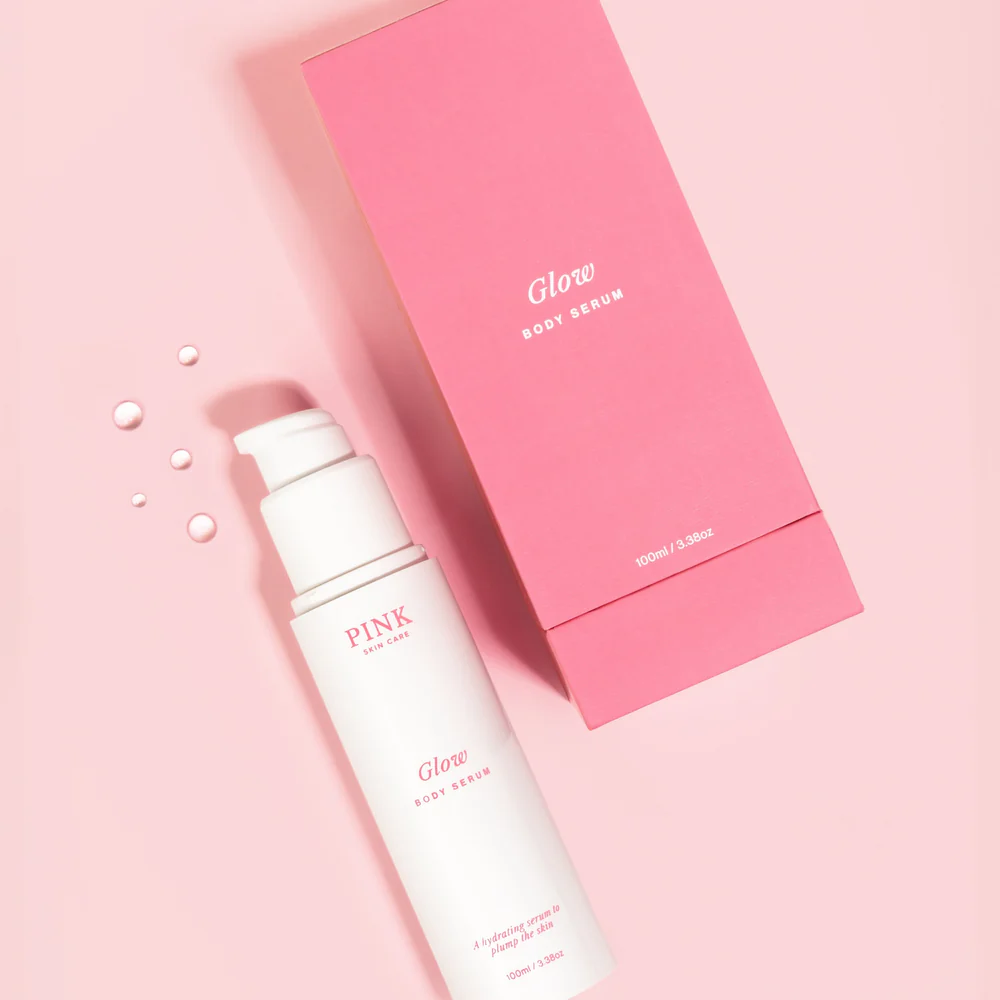 Glow
BODY SERUM
100ml / 3.38oz
PINK
SKIN CARE
Glow
BODY SERUM
A hydrating serum to
plump the skin
100ml / 3.38oz